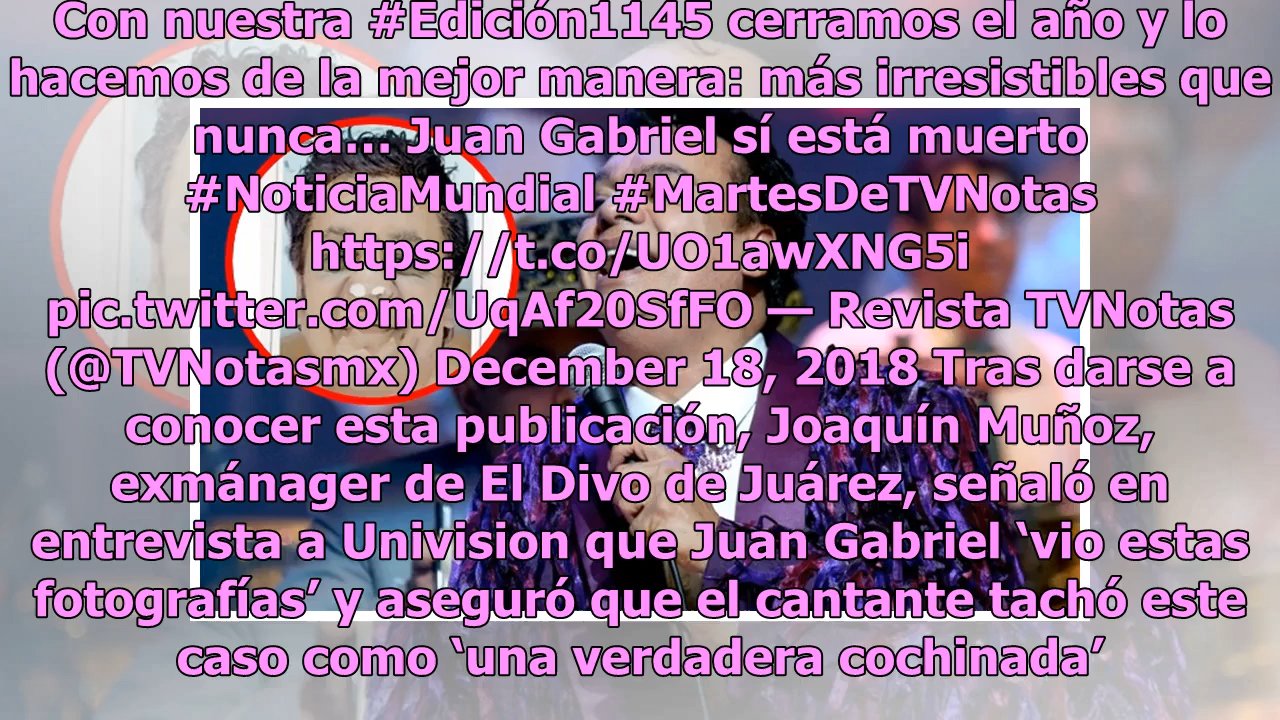 Con nuestra #Edición1145 cerramos el año y lo
hacemos de la mejor manera: más irresistibles que
nunca... Juan Gabriel sí está muerto
#NoticiaMundial #MartesDeTVNotas
https://t.co/UO1awXNG5i
pic.twitter.com/UqAf20SfFO — Revista TVNotas
(@TVNotasmx) December 18, 2018 Tras darse a
conocer esta publicación, Joaquín Muñoz,
exmánager de El Divo de Juárez, señaló en
entrevista a Univision que Juan Gabriel ‘vio estas
fotografías’ y aseguró que el cantante tachó este
caso como ‘una verdadera cochinada’